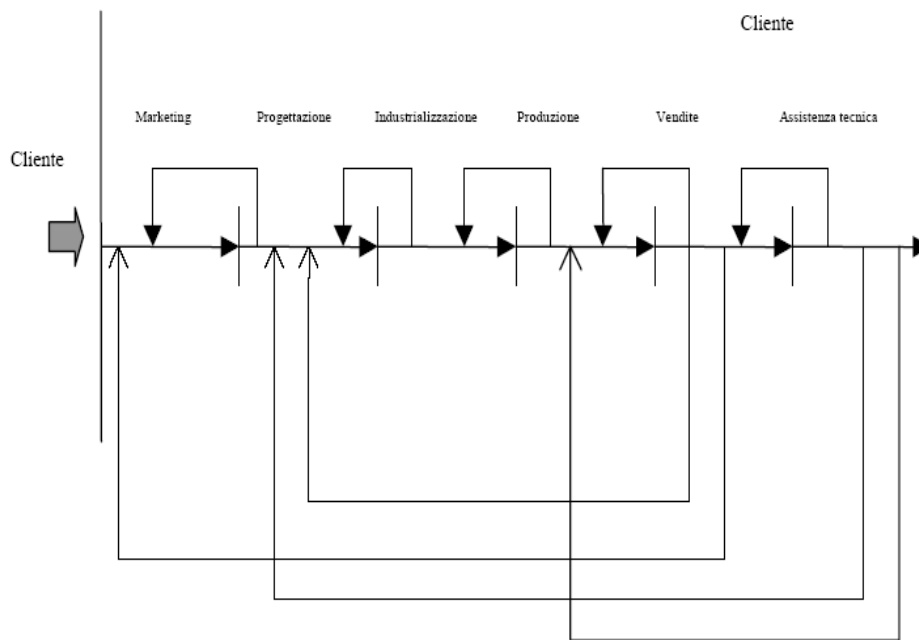 Cliente
Marketing Progettazione Industrializzazione Produzione Vendite Assistenza tecnica
Cliente